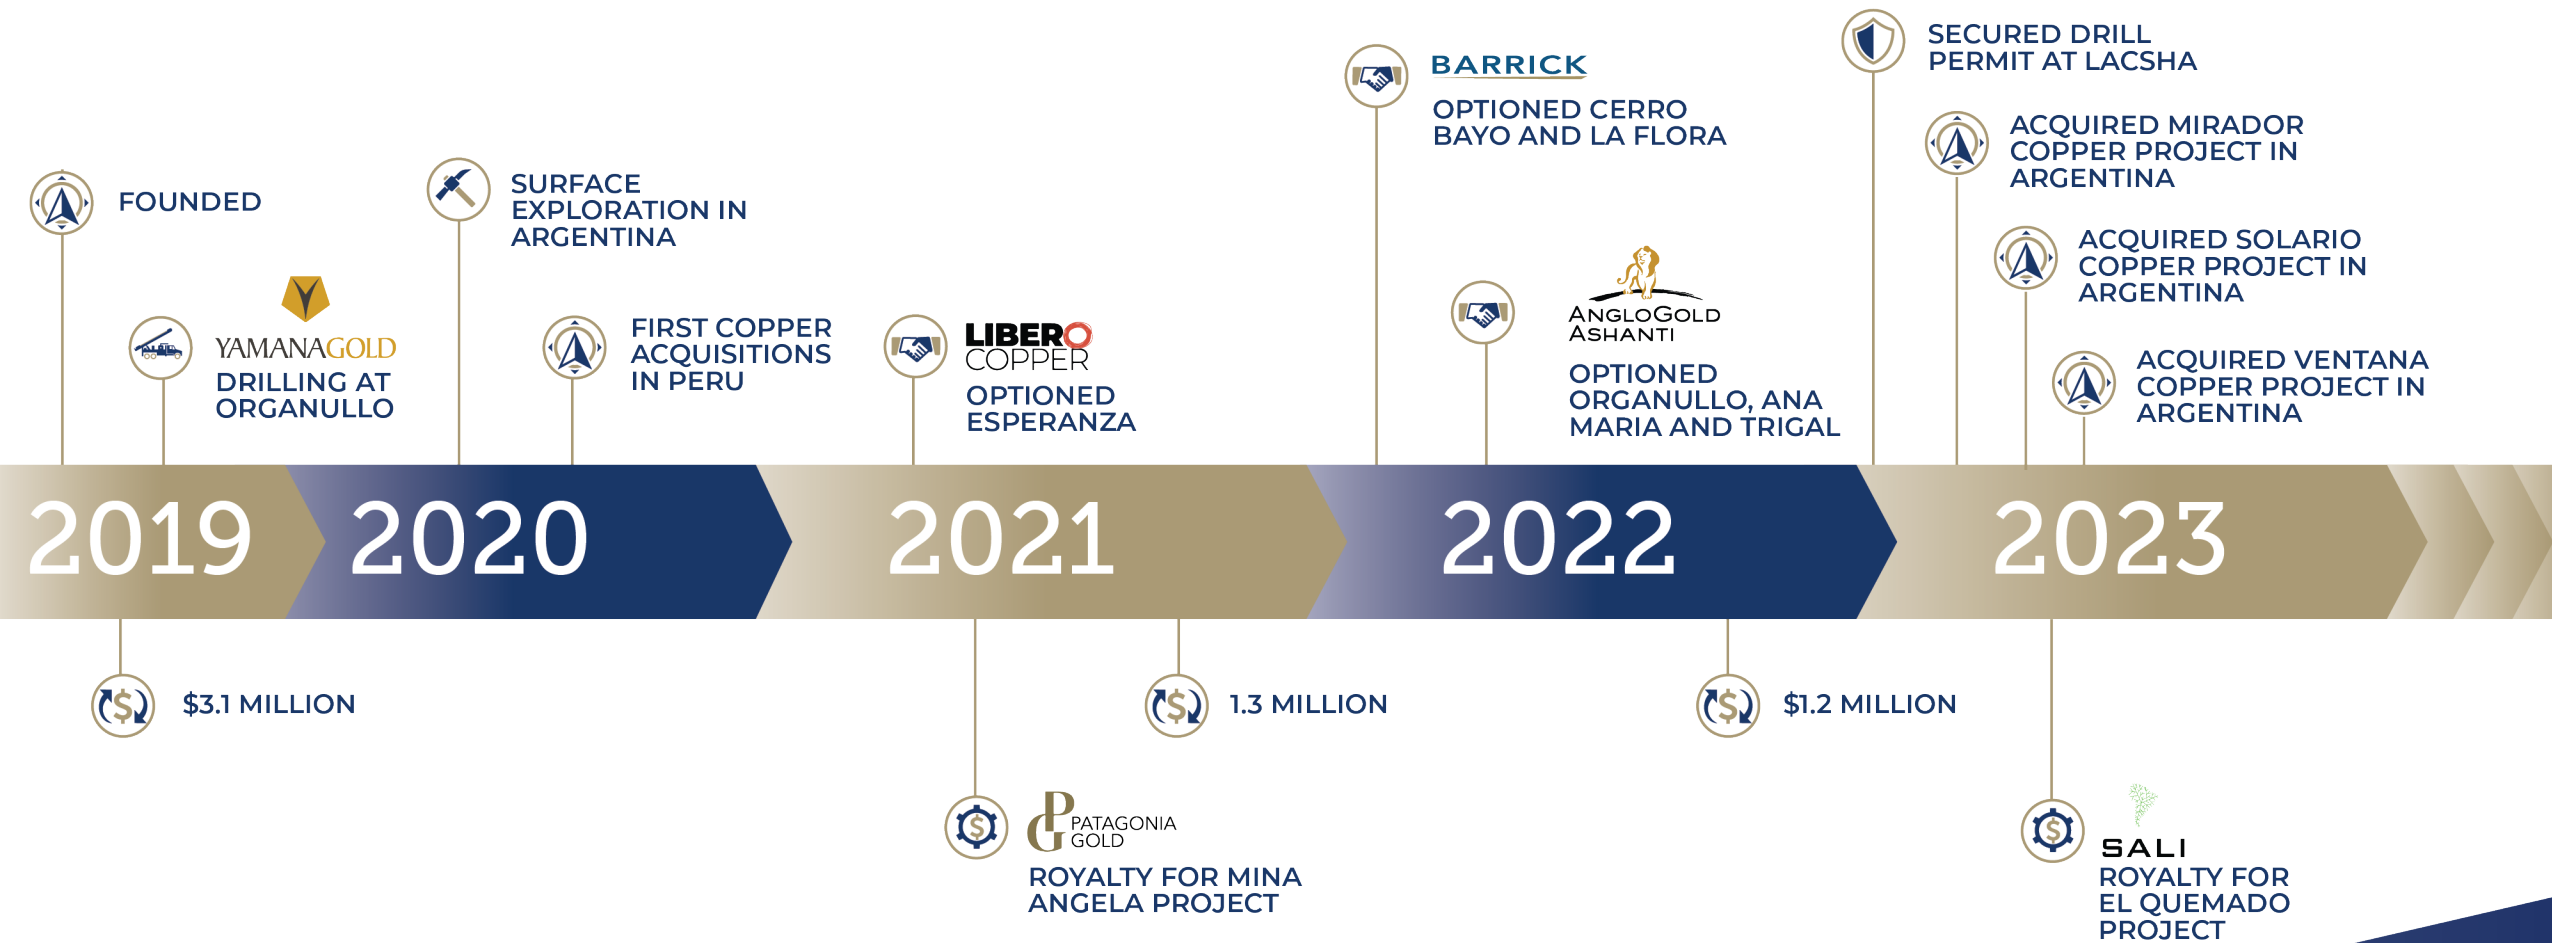 FOUNDED
YAMANAGOLD
DRILLING AT
ORGANULLO
SURFACE
EXPLORATION IN
ARGENTINA
FIRST COPPER
ACQUISITIONS
IN PERU
LIBERO
COPPER
OPTIONED
ESPERANZA
BARRICK
OPTIONED CERRO
BAYO AND LA FLORA
ANGLOGOLD
ASHANTI
OPTIONED
ORGANULLO, ANA
MARIA AND TRIGAL
SECURED DRILL
PERMIT AT LACSHA
ACQUIRED MIRADOR
COPPER PROJECT IN
ARGENTINA
ACQUIRED SOLARIO
COPPER PROJECT IN
ARGENTINA
ACQUIRED VENTANA
COPPER PROJECT IN
ARGENTINA
2019
2020
2021
2022
2023
$3.1 MILLION
1.3 MILLION
$1.2 MILLION
PG
PATAGONIA
GOLD
ROYALTY FOR MINA
ANGELA PROJECT
SALI
ROYALTY FOR
EL QUEMADO
PROJECT